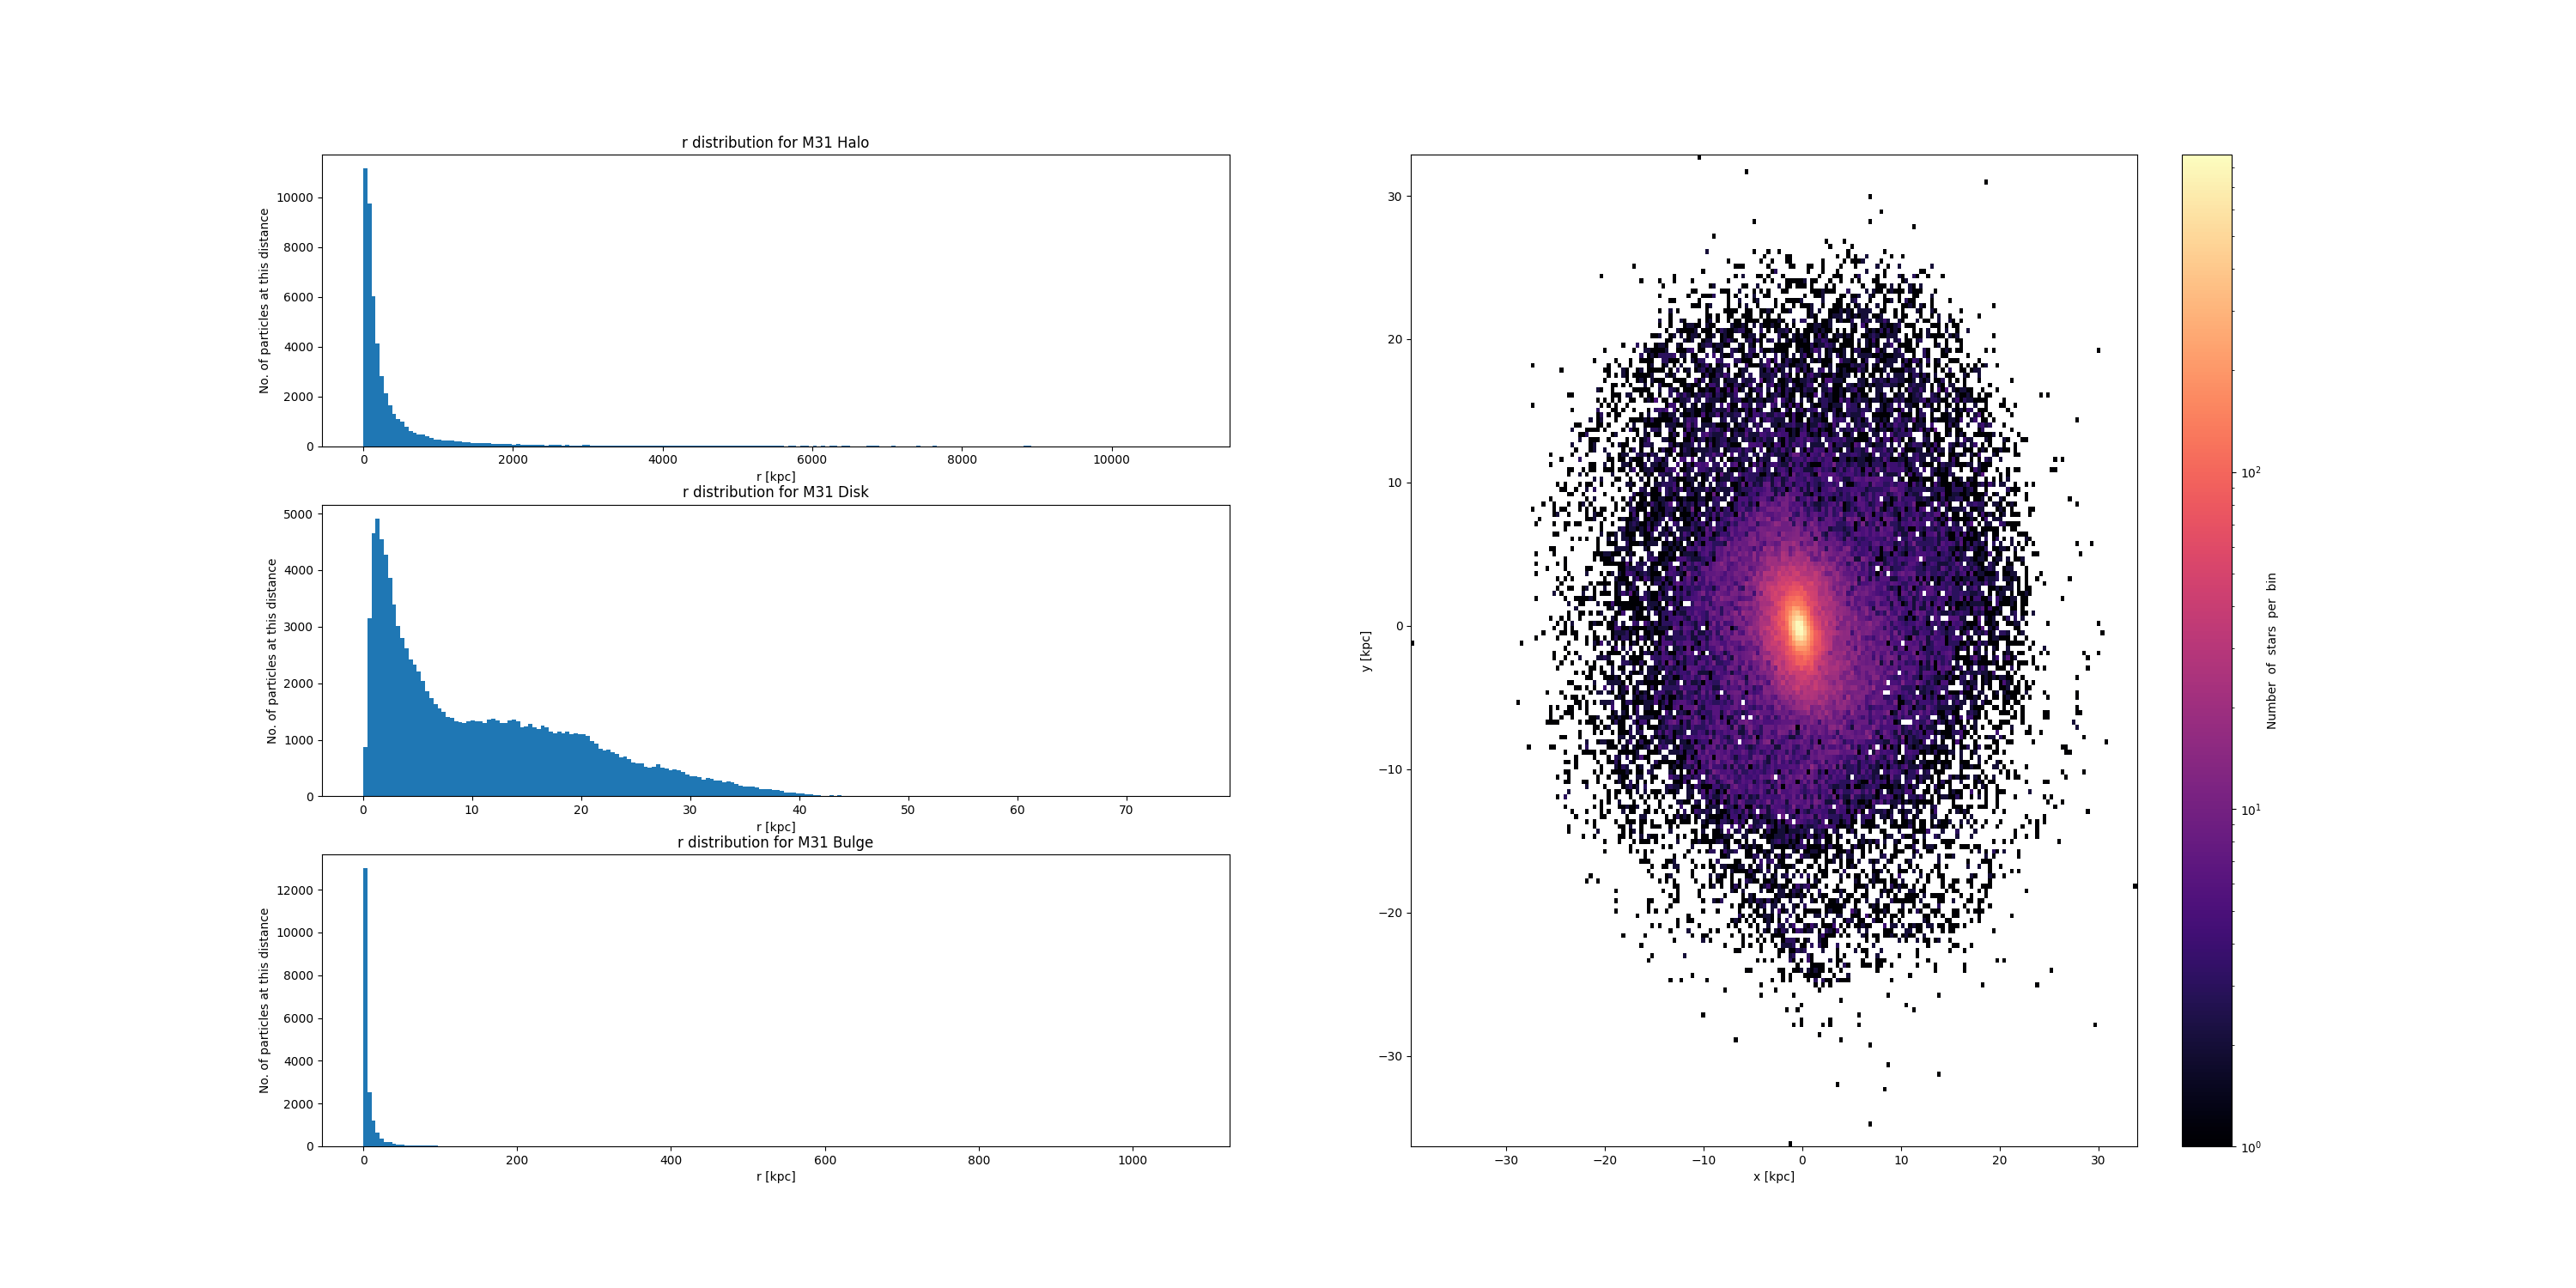 r distribution for M31 Halo
No. of particles at this distance
10000
8000
6000
4000
2000
0
0 2000 4000 6000 8000 10000
r [kpc]
r distribution for M31 Disk
No. of particles at this distance
5000
4000
3000
2000
1000
0
0 10 20 30 40 50 60 70
r [kpc]
r distribution for M31 Bulge
No. of particles at this distance
12000
10000
8000
6000
4000
2000
0
0 200 400 600 800 1000
r [kpc]
y [kpc]
30
20
10
0
−10
−20
−30
−30 −20 −10 0 10 20 30
x [kpc]
10²
10¹
10⁰
Number of stars per bin